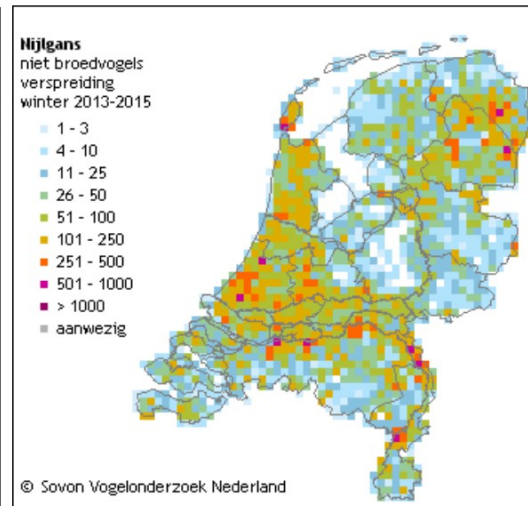 Nijlgans
niet broedvogels
verspreiding
winter 2013-2015
1 - 3
4 - 10
11 - 25
26 - 50
51 - 100
101 - 250
251 - 500
501 - 1000
> 1000
aanwezig
© Sovon Vogelonderzoek Nederland